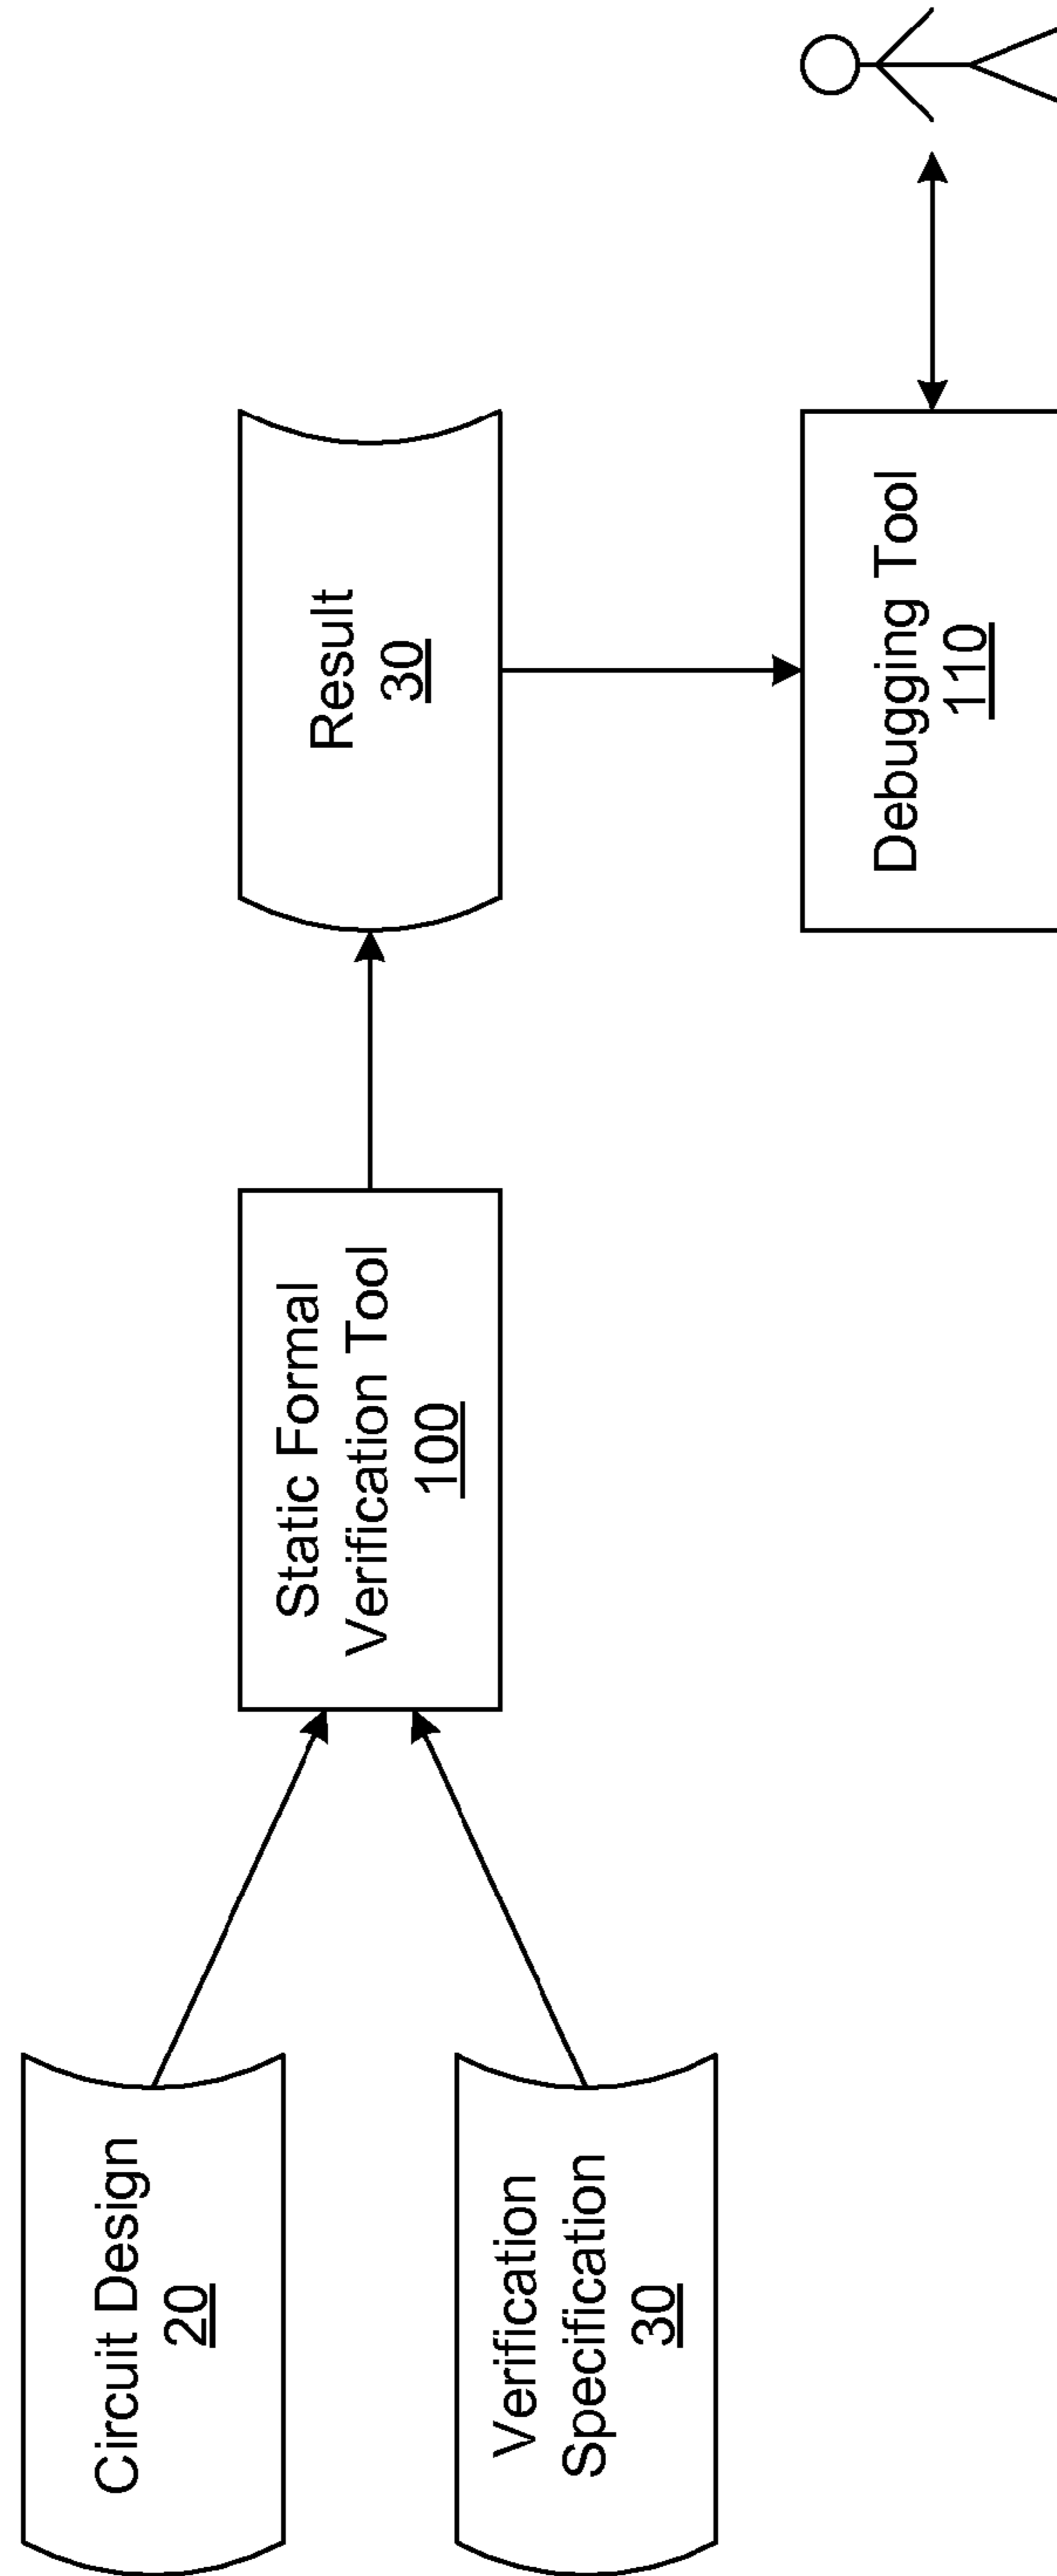 Circuit Design
20
Verification
Specification
30
Static Formal
Verification Tool
100
Result
30
Debugging Tool
110